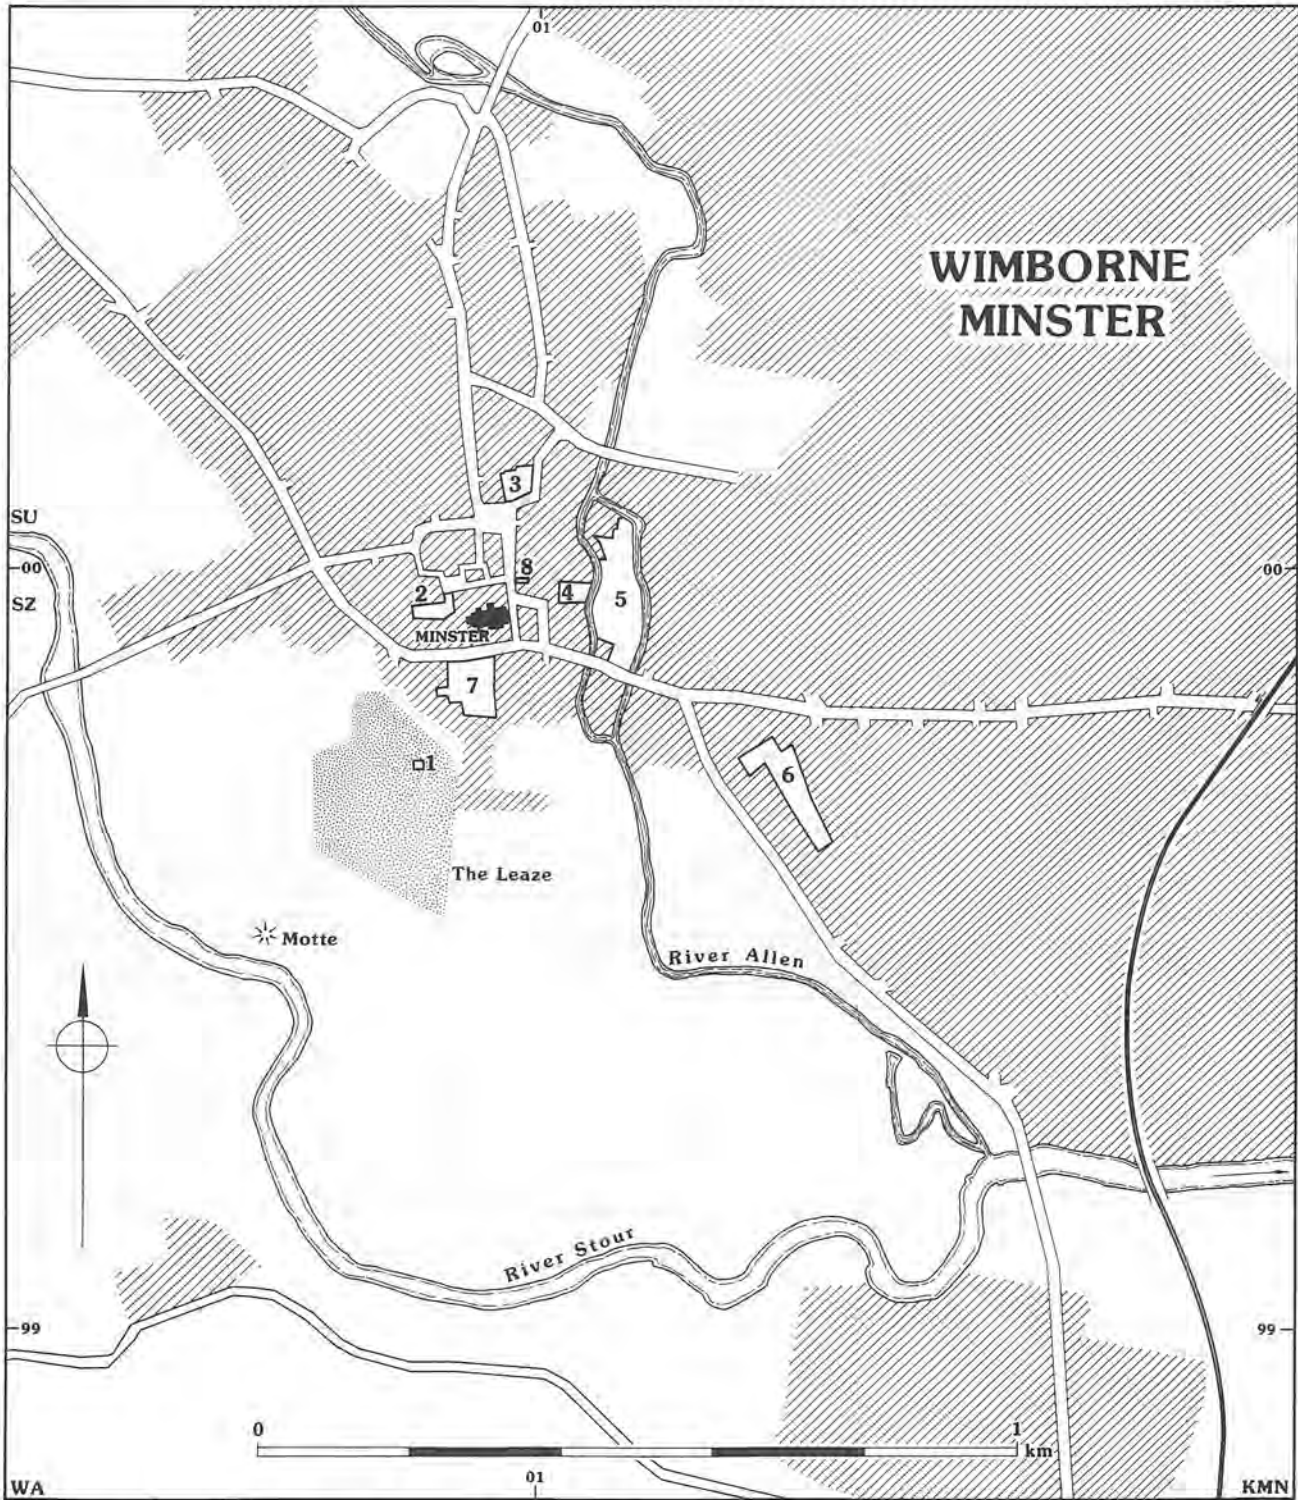 01
WIMBORNE
MINSTER
3
SU
00
00
SZ
8
2
4
5
MINSTER
7
1
6
The Leaze
Motte
River Allen
River Stour
99
99
0
1
km
01
WA
KMN